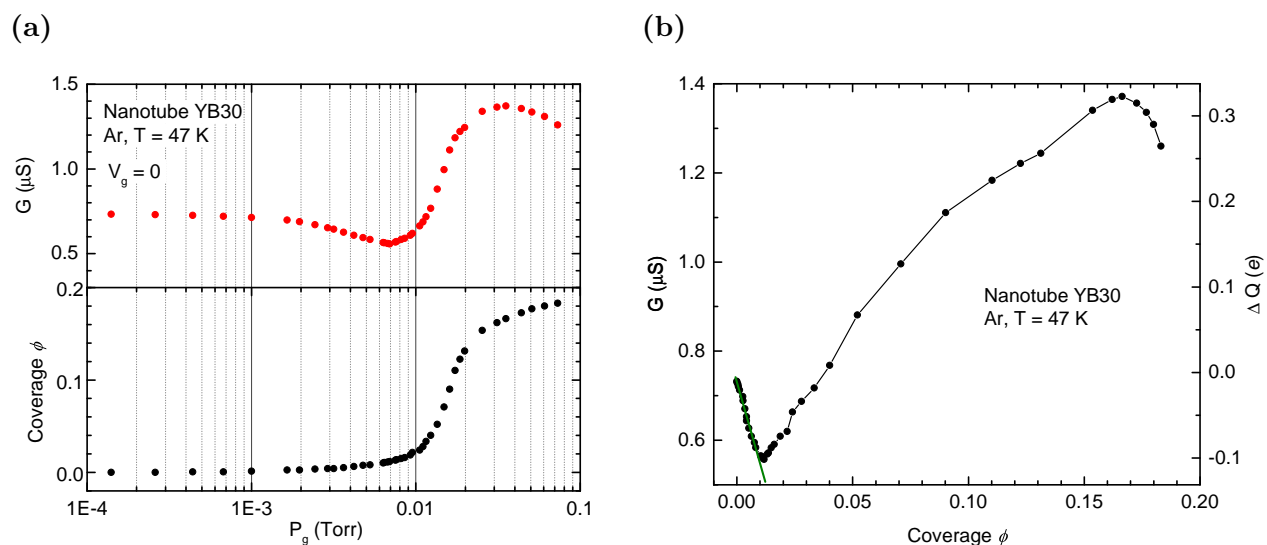 (a)
(b)
1.5
1.0
0.5
G (μS)
Nanotube YB30
Ar, T = 47 K
V_g = 0
0.2
0.1
0.0
Coverage ϕ
1E-4
1E-3
0.01
0.1
P_g (Torr)
1.4
1.2
1.0
0.8
0.6
G (μS)
Nanotube YB30
Ar, T = 47 K
0.3
0.2
0.1
0.0
-0.1
Δ Q (e)
0.00
0.05
0.10
0.15
0.20
Coverage ϕ